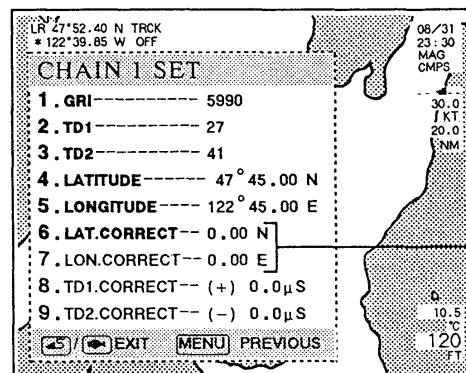 LR 47°52.40 N TRCK
* 122°39.85 W OFF
08/31
23:30
MAG
CMPS
30.0
KT
20.0
NM
CHAIN 1 SET
1. GRI---------- 5990
2. TD1---------- 27
3. TD2---------- 41
4. LATITUDE------ 47°45.00 N
5. LONGITUDE----- 122°45.00 E
6. LAT.CORRECT-- 0.00 N
7. LON.CORRECT-- 0.00 E
8. TD1.CORRECT-- (+) 0.0µS
9. TD2.CORRECT-- (−) 0.0µS
/ EXIT MENU PREVIOUS
10.5
°C
120
FT